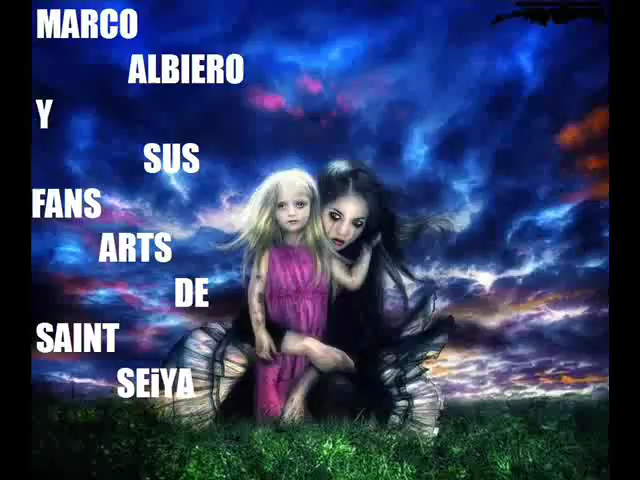 MARCO
ALBIERO
Y
SUS
FANS
ARTS
DE
SAINT
SEiYA